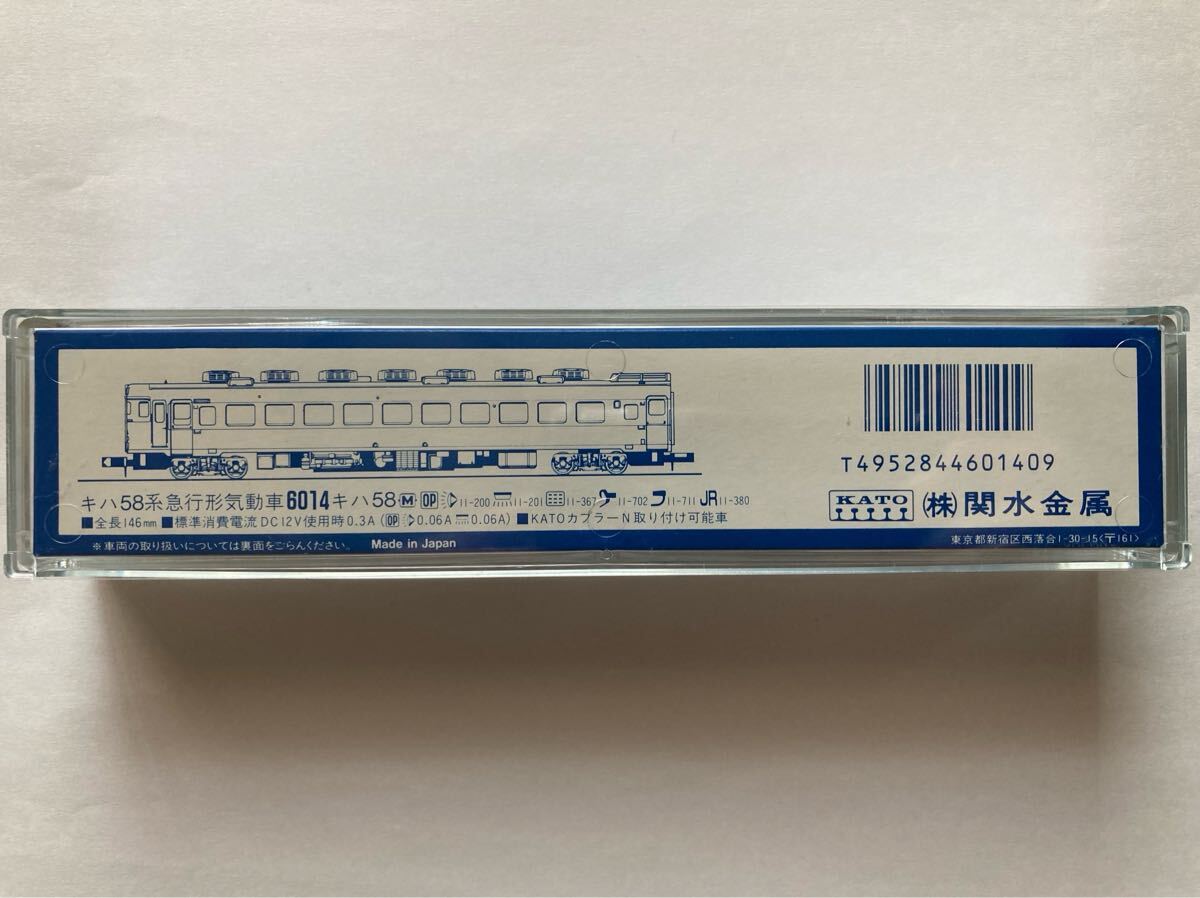 T4952844601409
キハ58系急行形気動車6014キハ58 M OP 11-200 11-201 11-367 11-702 11-711 JR 11-380
■全長146mm ■標準消費電流DC12V使用時0.3A (OP 0.06A 0.06A) ■KATOカプラーN取り付け可能車
KATO (株)関水金属
※車両の取り扱いについては裏面をごらんください。 Made in Japan
東京都新宿区西落合1-30-15〈〒161〉